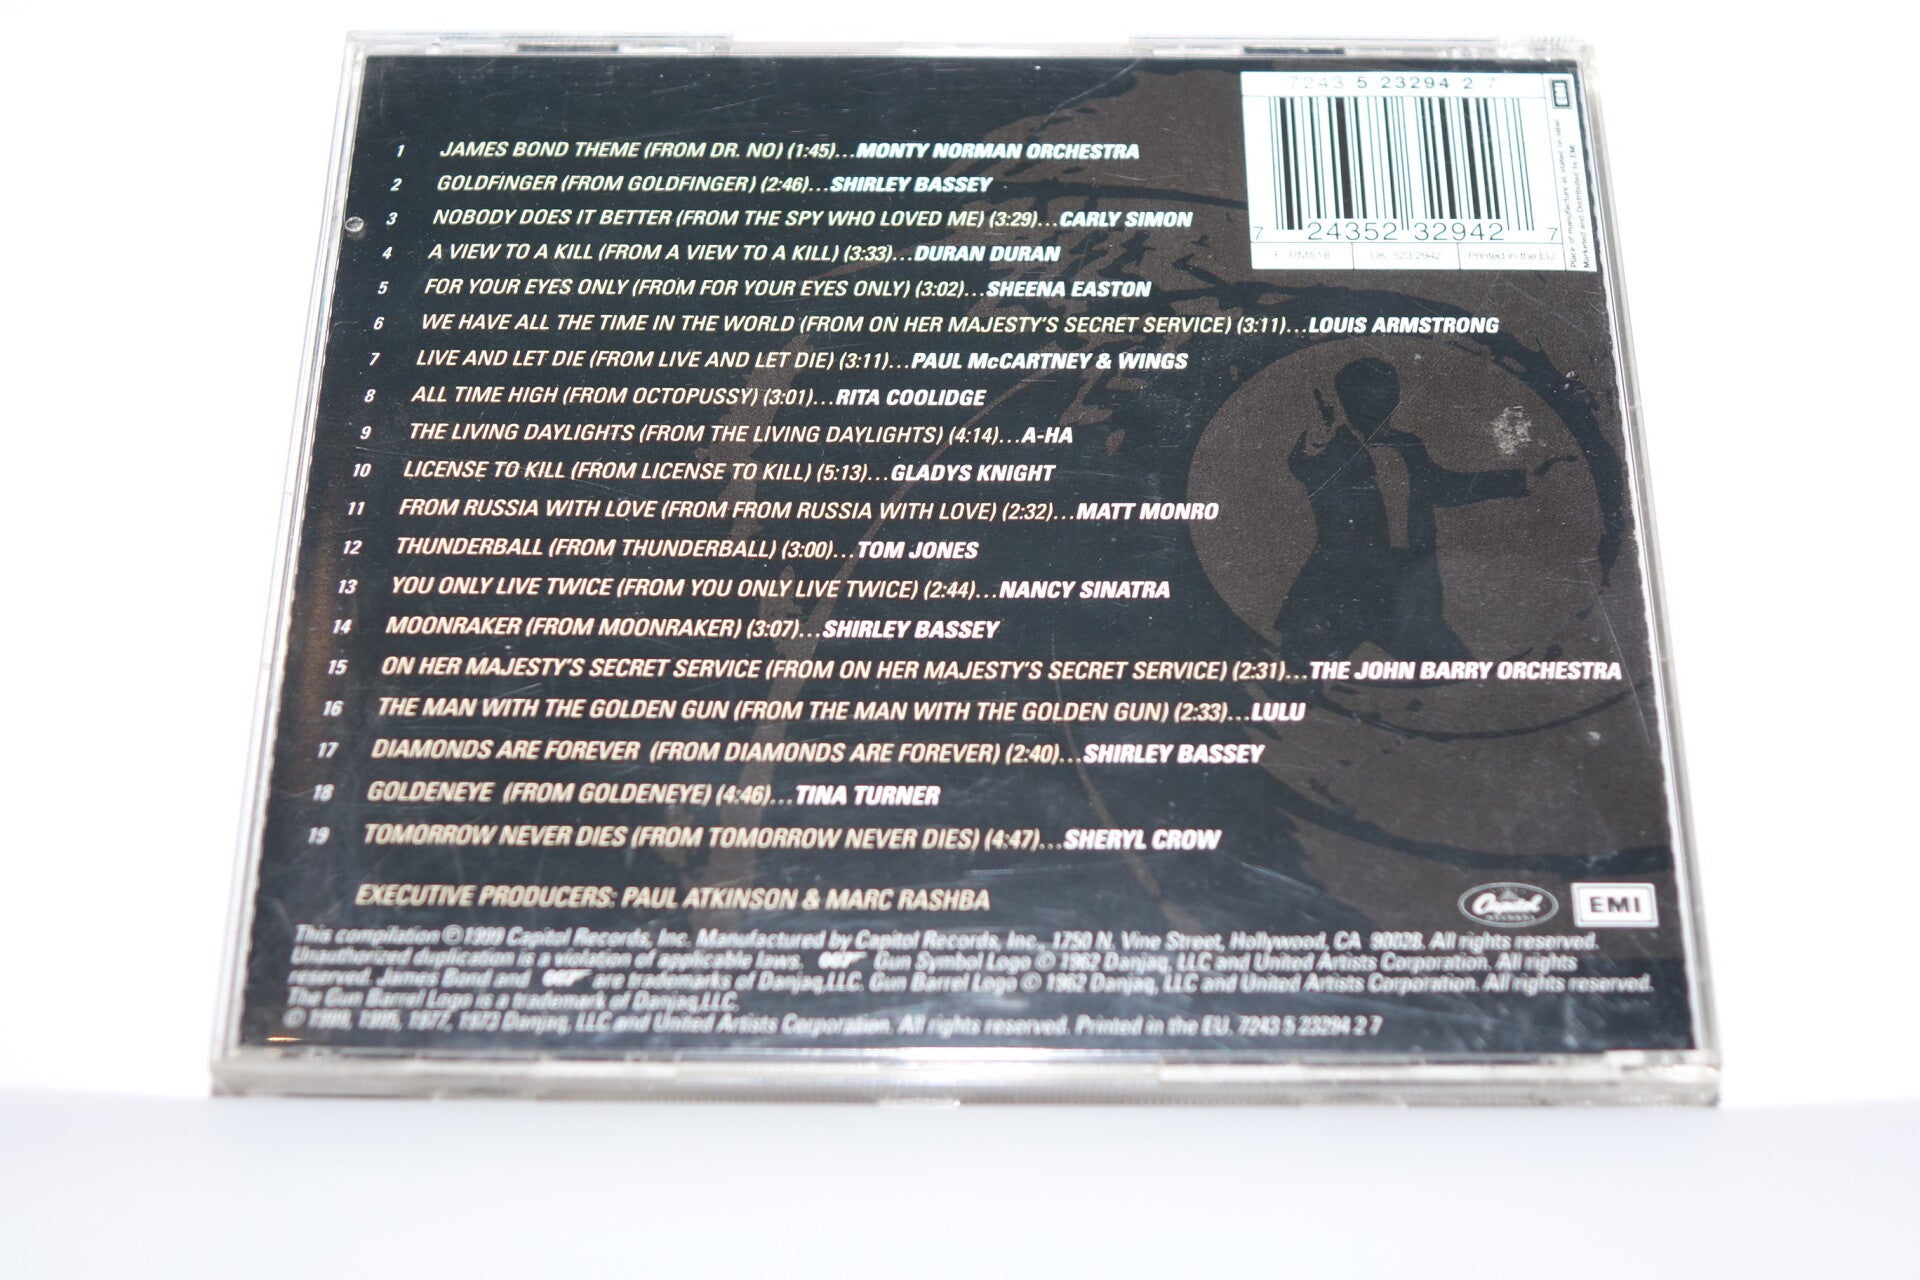 7243 5 23294 2 7
EMI
Place of manufacture as stated on label
Marketed and Distributed by EMI
7 24352 32942 7
F: PM518 UK: 523 2942 Printed in the EU
1 JAMES BOND THEME (FROM DR. NO) (1:45)...MONTY NORMAN ORCHESTRA
2 GOLDFINGER (FROM GOLDFINGER) (2:46)...SHIRLEY BASSEY
3 NOBODY DOES IT BETTER (FROM THE SPY WHO LOVED ME) (3:29)...CARLY SIMON
4 A VIEW TO A KILL (FROM A VIEW TO A KILL) (3:33)...DURAN DURAN
5 FOR YOUR EYES ONLY (FROM FOR YOUR EYES ONLY) (3:02)...SHEENA EASTON
6 WE HAVE ALL THE TIME IN THE WORLD (FROM ON HER MAJESTY'S SECRET SERVICE) (3:11)...LOUIS ARMSTRONG
7 LIVE AND LET DIE (FROM LIVE AND LET DIE) (3:11)...PAUL McCARTNEY & WINGS
8 ALL TIME HIGH (FROM OCTOPUSSY) (3:01)...RITA COOLIDGE
9 THE LIVING DAYLIGHTS (FROM THE LIVING DAYLIGHTS) (4:14)...A-HA
10 LICENSE TO KILL (FROM LICENSE TO KILL) (5:13)...GLADYS KNIGHT
11 FROM RUSSIA WITH LOVE (FROM FROM RUSSIA WITH LOVE) (2:32)...MATT MONRO
12 THUNDERBALL (FROM THUNDERBALL) (3:00)...TOM JONES
13 YOU ONLY LIVE TWICE (FROM YOU ONLY LIVE TWICE) (2:44)...NANCY SINATRA
14 MOONRAKER (FROM MOONRAKER) (3:07)...SHIRLEY BASSEY
15 ON HER MAJESTY'S SECRET SERVICE (FROM ON HER MAJESTY'S SECRET SERVICE) (2:31)...THE JOHN BARRY ORCHESTRA
16 THE MAN WITH THE GOLDEN GUN (FROM THE MAN WITH THE GOLDEN GUN) (2:33)...LULU
17 DIAMONDS ARE FOREVER (FROM DIAMONDS ARE FOREVER) (2:40)...SHIRLEY BASSEY
18 GOLDENEYE (FROM GOLDENEYE) (4:46)...TINA TURNER
19 TOMORROW NEVER DIES (FROM TOMORROW NEVER DIES) (4:47)...SHERYL CROW
EXECUTIVE PRODUCERS: PAUL ATKINSON & MARC RASHBA
Capitol RECORDS EMI
This compilation ©1999 Capitol Records, Inc. Manufactured by Capitol Records, Inc., 1750 N. Vine Street, Hollywood, CA 90028. All rights reserved.
Unauthorized duplication is a violation of applicable laws. 007 Gun Symbol Logo © 1962 Danjaq, LLC and United Artists Corporation. All rights
reserved. James Bond and 007 are trademarks of Danjaq,LLC. Gun Barrel Logo © 1962 Danjaq, LLC and United Artists Corporation. All rights reserved.
The Gun Barrel Logo is a trademark of Danjaq,LLC.
1995, 1977, 1973 Danjaq, LLC and United Artists Corporation. All rights reserved. Printed in the EU. 7243 5 23294 2 7